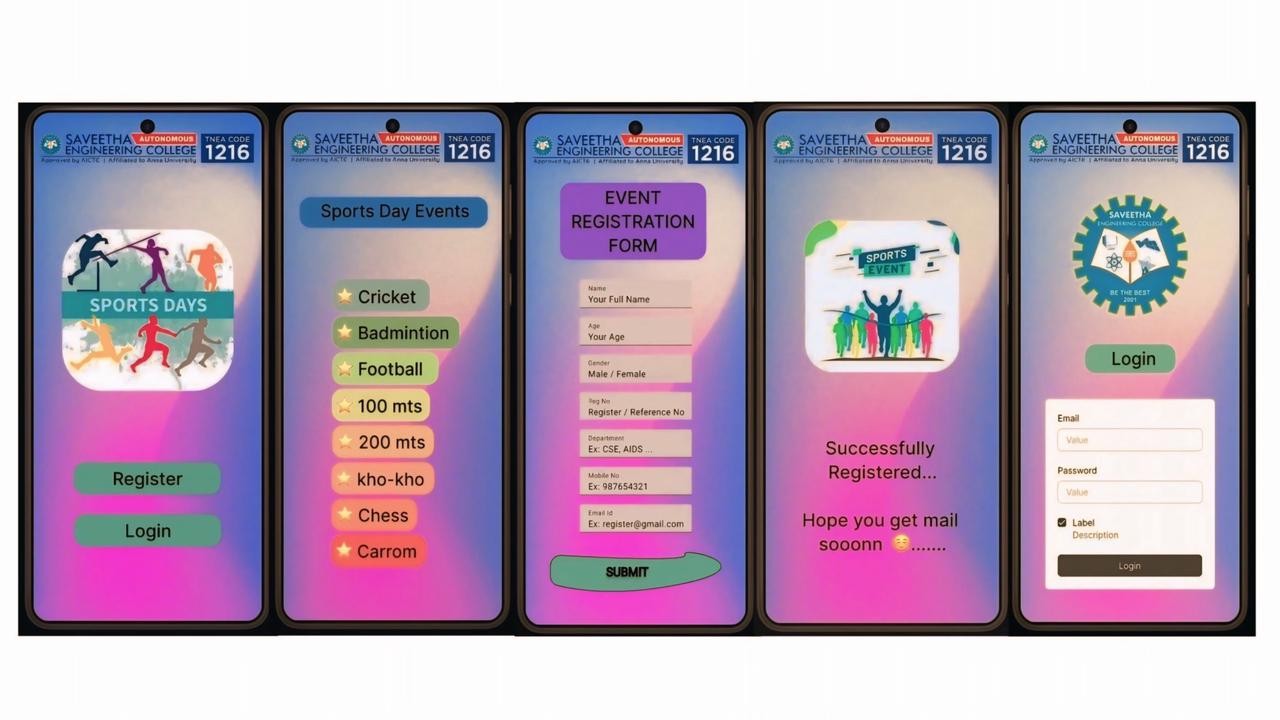 SAVEETHA AUTONOMOUS
ENGINEERING COLLEGE
TNEA CODE
1216
Approved by AICTE | Affiliated to Anna University
SPORTS DAYS
Register
Login
SAVEETHA AUTONOMOUS
ENGINEERING COLLEGE
TNEA CODE
1216
Approved by AICTE | Affiliated to Anna University
Sports Day Events
Cricket
Badmintion
Football
100 mts
200 mts
kho-kho
Chess
Carrom
SAVEETHA AUTONOMOUS
ENGINEERING COLLEGE
TNEA CODE
1216
Approved by AICTE | Affiliated to Anna University
EVENT
REGISTRATION
FORM
Name
Your Full Name
Age
Your Age
Gender
Male / Female
Reg No
Register / Reference No
Department
Ex: CSE, AIDS ...
Mobile No
Ex: 987654321
Email Id
Ex: register@gmail.com
SUBMIT
SAVEETHA AUTONOMOUS
ENGINEERING COLLEGE
TNEA CODE
1216
Approved by AICTE | Affiliated to Anna University
SPORTS
EVENT
Successfully
Registered...
Hope you get mail
sooonn ☺️.......
SAVEETHA AUTONOMOUS
ENGINEERING COLLEGE
TNEA CODE
1216
Approved by AICTE | Affiliated to Anna University
SAVEETHA
ENGINEERING COLLEGE
BE THE BEST
2001
Login
Email
Value
Password
Value
Label
Description
Login